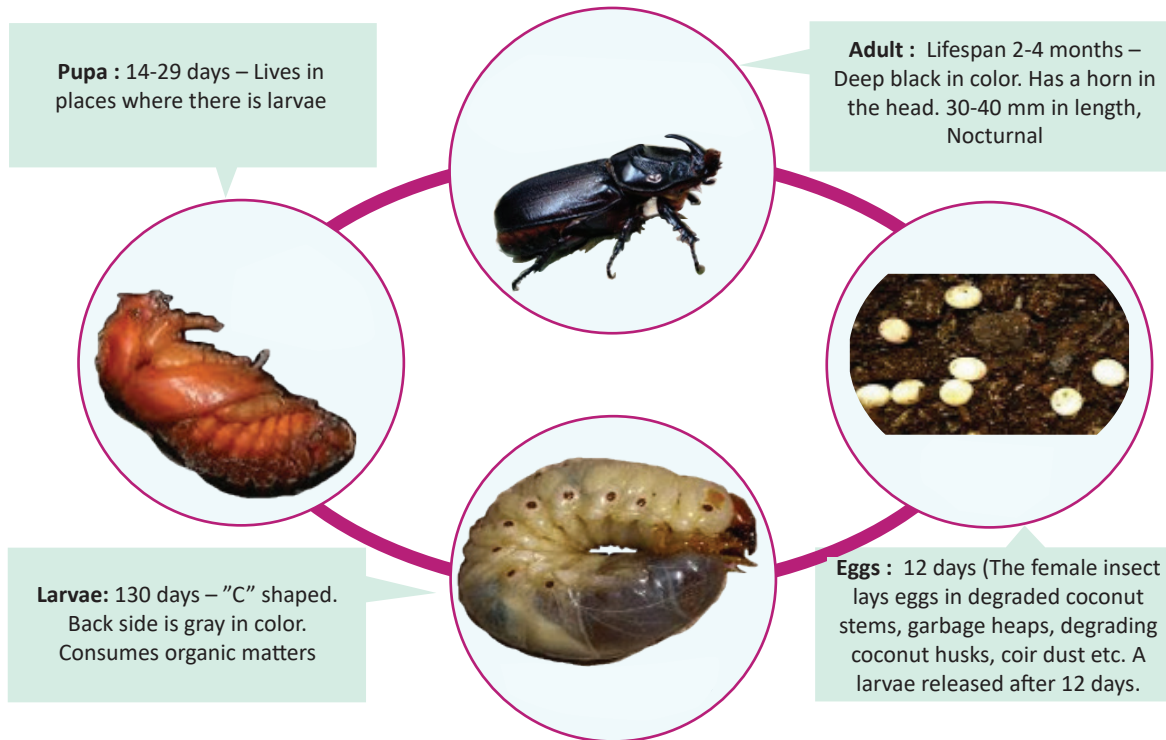 Pupa : 14-29 days – Lives in
places where there is larvae
Adult :  Lifespan 2-4 months –
Deep black in color. Has a horn in
the head. 30-40 mm in length,
Nocturnal
Larvae: 130 days – ”C” shaped.
Back side is gray in color.
Consumes organic matters
Eggs :  12 days (The female insect
lays eggs in degraded coconut
stems, garbage heaps, degrading
coconut husks, coir dust etc. A
larvae released after 12 days.